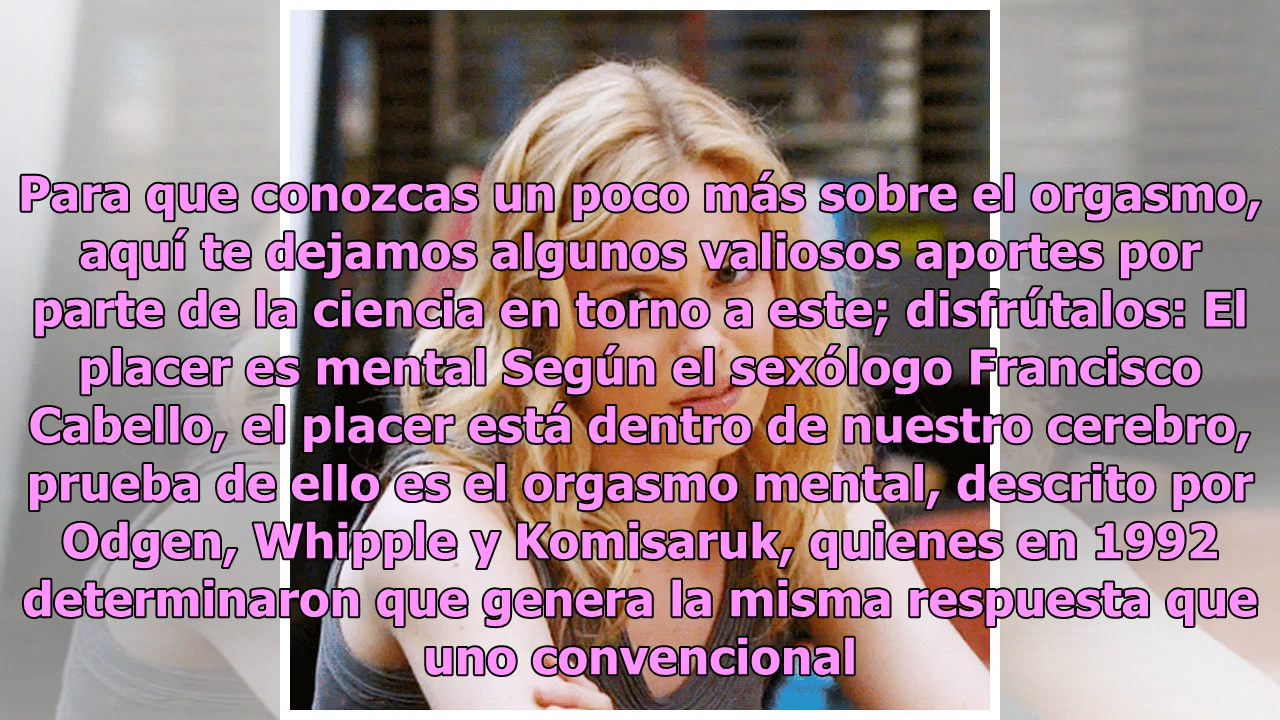 Para que conozcas un poco más sobre el orgasmo,
aquí te dejamos algunos valiosos aportes por
parte de la ciencia en torno a este; disfrútalos: El
placer es mental Según el sexólogo Francisco
Cabello, el placer está dentro de nuestro cerebro,
prueba de ello es el orgasmo mental, descrito por
Odgen, Whipple y Komisaruk, quienes en 1992
determinaron que genera la misma respuesta que
uno convencional